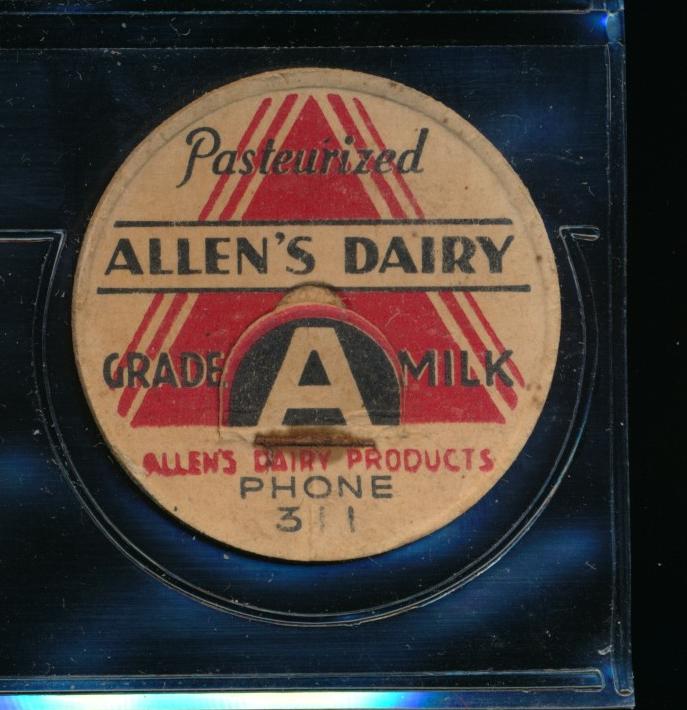 Pasteurized
ALLEN'S DAIRY
GRADE A MILK
ALLEN'S DAIRY PRODUCTS
PHONE
311